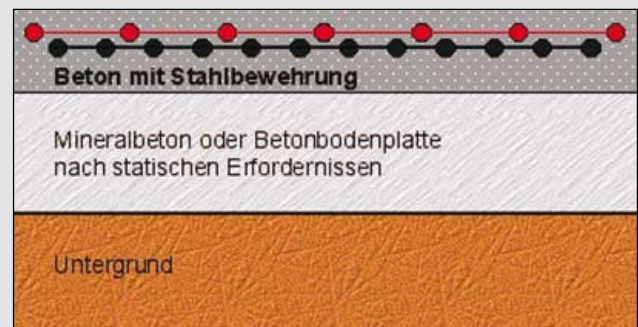 Beton mit Stahlbewehrung
Mineralbeton oder Betonbodenplatte
nach statischen Erfordernissen
Untergrund